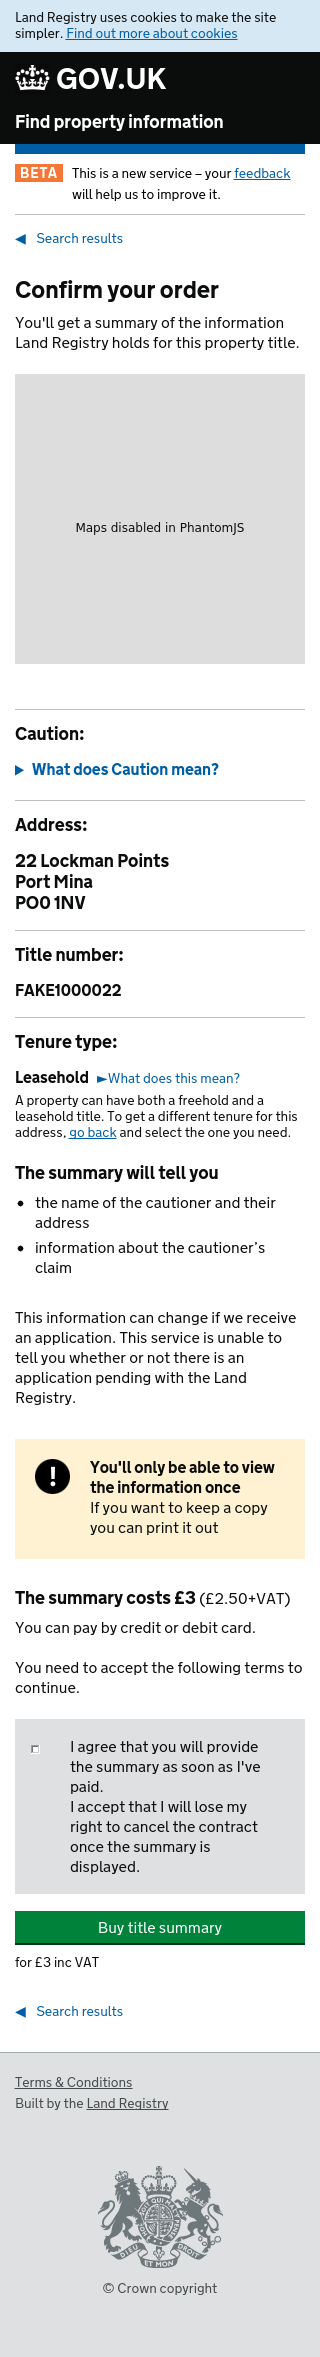 Land Registry uses cookies to make the site
simpler. Find out more about cookies
GOV.UK
Find property information
BETA This is a new service – your feedback
will help us to improve it.
◀ Search results
Confirm your order
You'll get a summary of the information
Land Registry holds for this property title.
Maps disabled in PhantomJS
Caution:
▶ What does Caution mean?
Address:
22 Lockman Points
Port Mina
PO0 1NV
Title number:
FAKE1000022
Tenure type:
Leasehold ►What does this mean?
A property can have both a freehold and a
leasehold title. To get a different tenure for this
address, go back and select the one you need.
The summary will tell you
• the name of the cautioner and their
address
• information about the cautioner’s
claim
This information can change if we receive
an application. This service is unable to
tell you whether or not there is an
application pending with the Land
Registry.
! You'll only be able to view
the information once
If you want to keep a copy
you can print it out
The summary costs £3 (£2.50+VAT)
You can pay by credit or debit card.
You need to accept the following terms to
continue.
I agree that you will provide
the summary as soon as I've
paid.
I accept that I will lose my
right to cancel the contract
once the summary is
displayed.
Buy title summary
for £3 inc VAT
◀ Search results
Terms & Conditions
Built by the Land Registry
DIEU ET MON
© Crown copyright